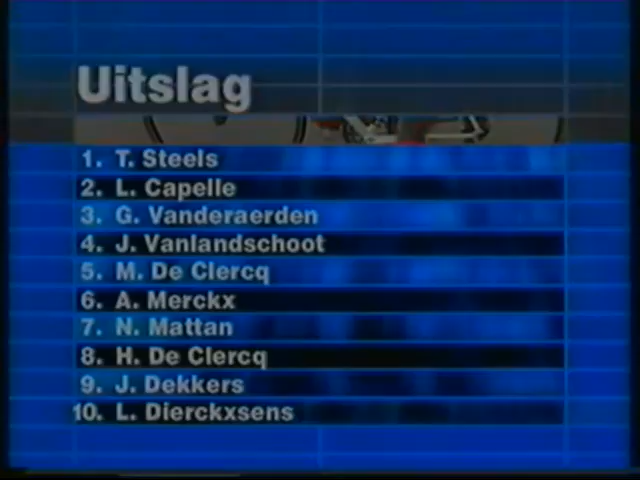 Uitslag
1. T. Steels
2. L. Capelle
3. G. Vanderaerden
4. J. Vanlandschoot
5. M. De Clercq
6. A. Merckx
7. N. Mattan
8. H. De Clercq
9. J. Dekkers
10. L. Dierckxsens